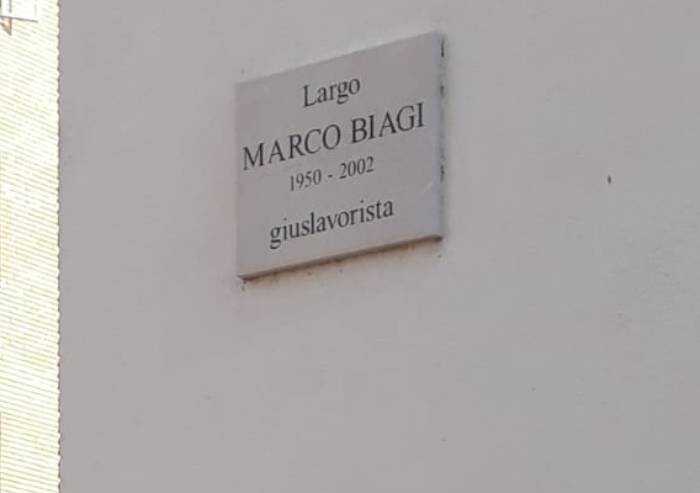 Largo
MARCO BIAGI
1950 - 2002
giuslavorista